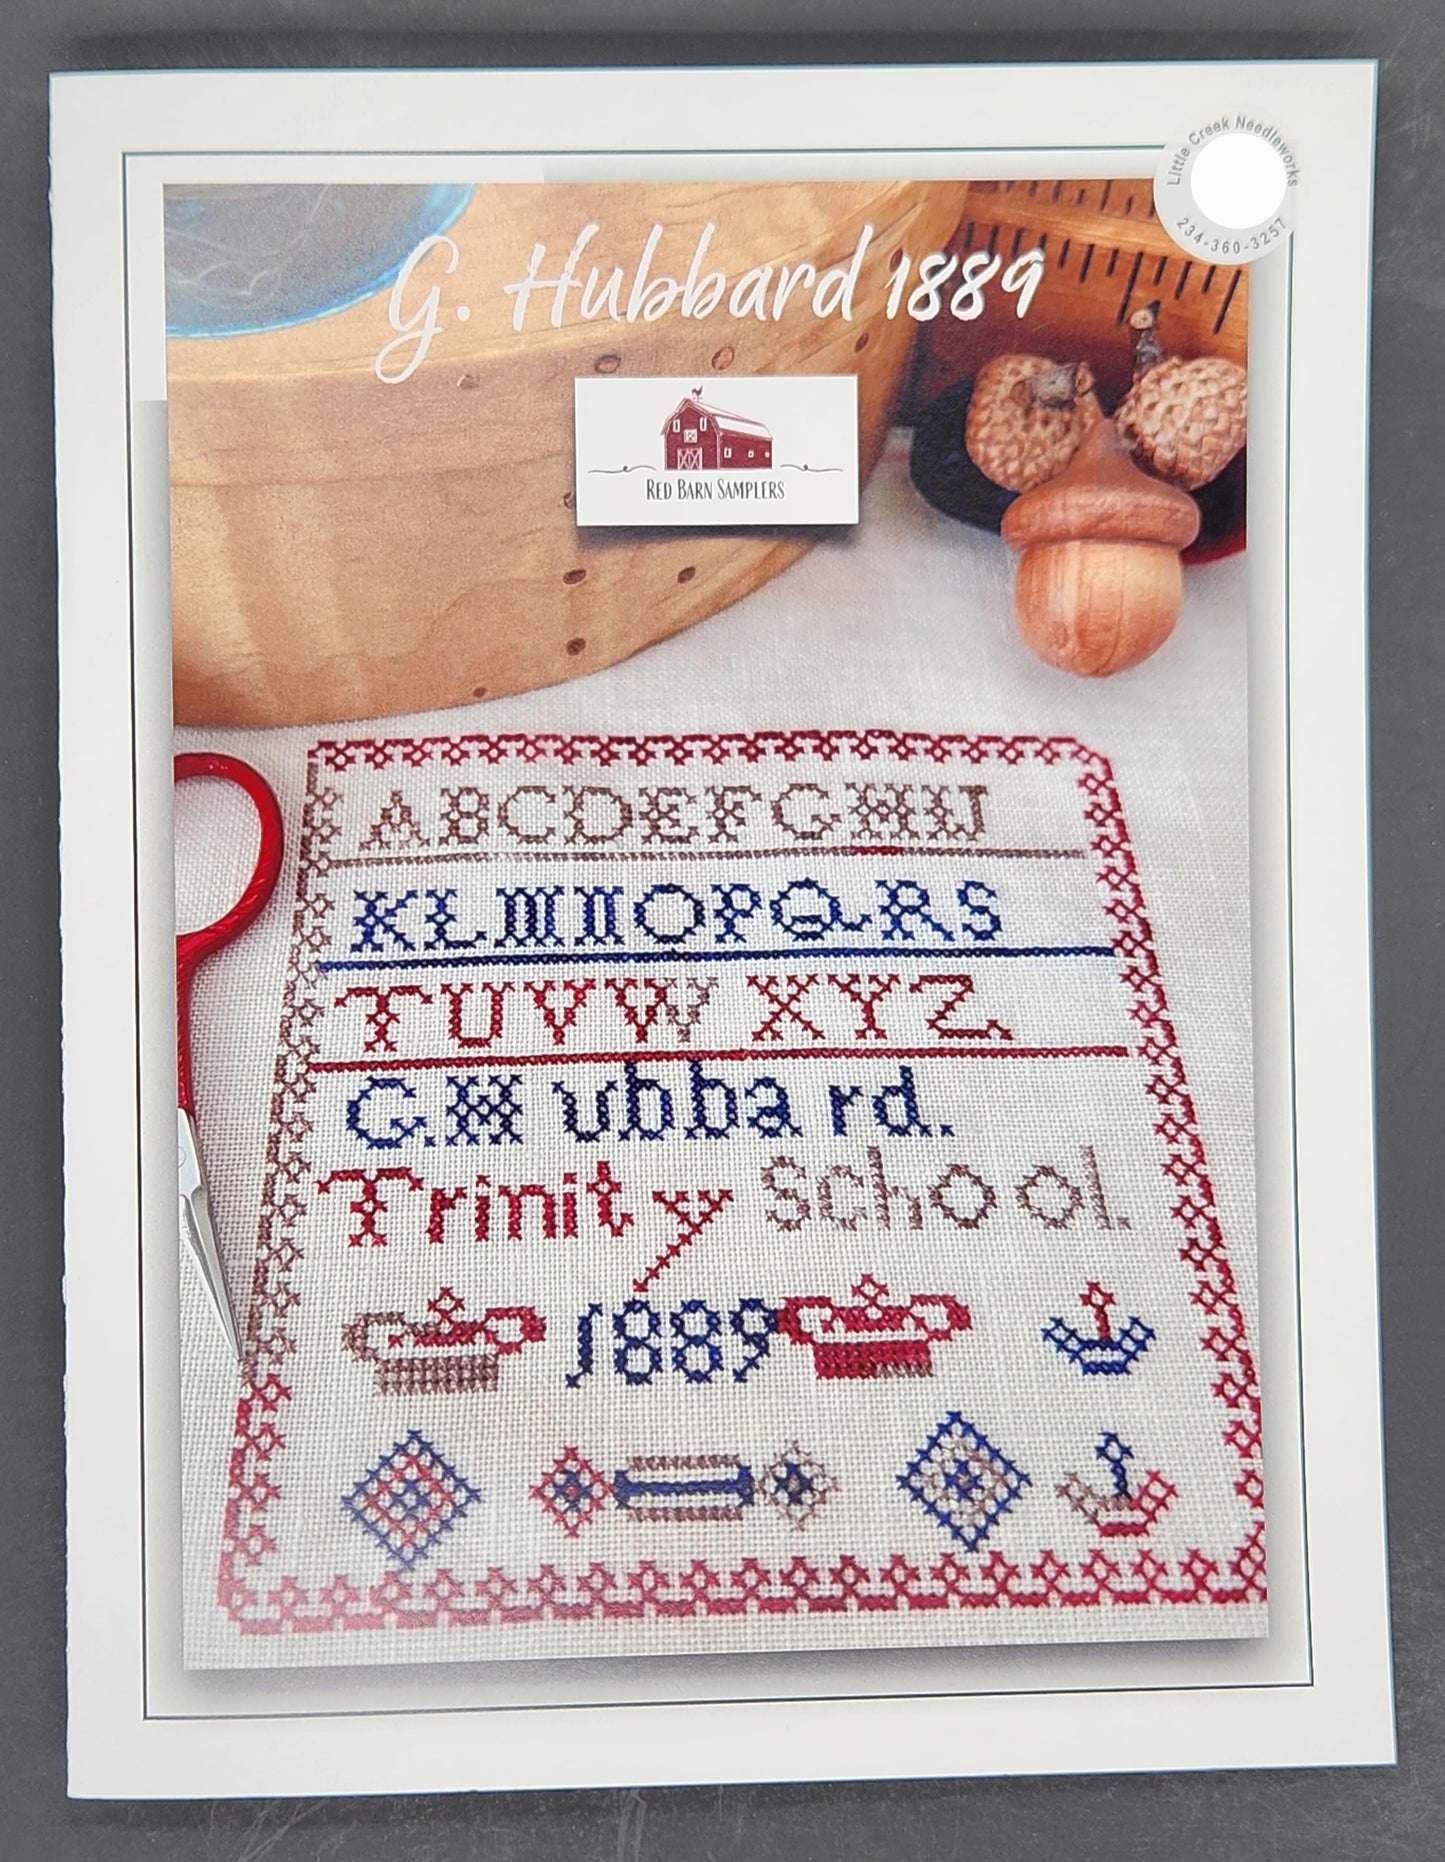 Little Creek Needleworks
234-360-3257
G. Hubbard 1889
RED BARN SAMPLERS
ABCDEFGHIJ
KLMNOPQRS
TUVWXYZ
G.Hubbard.
Trinity School.
1889